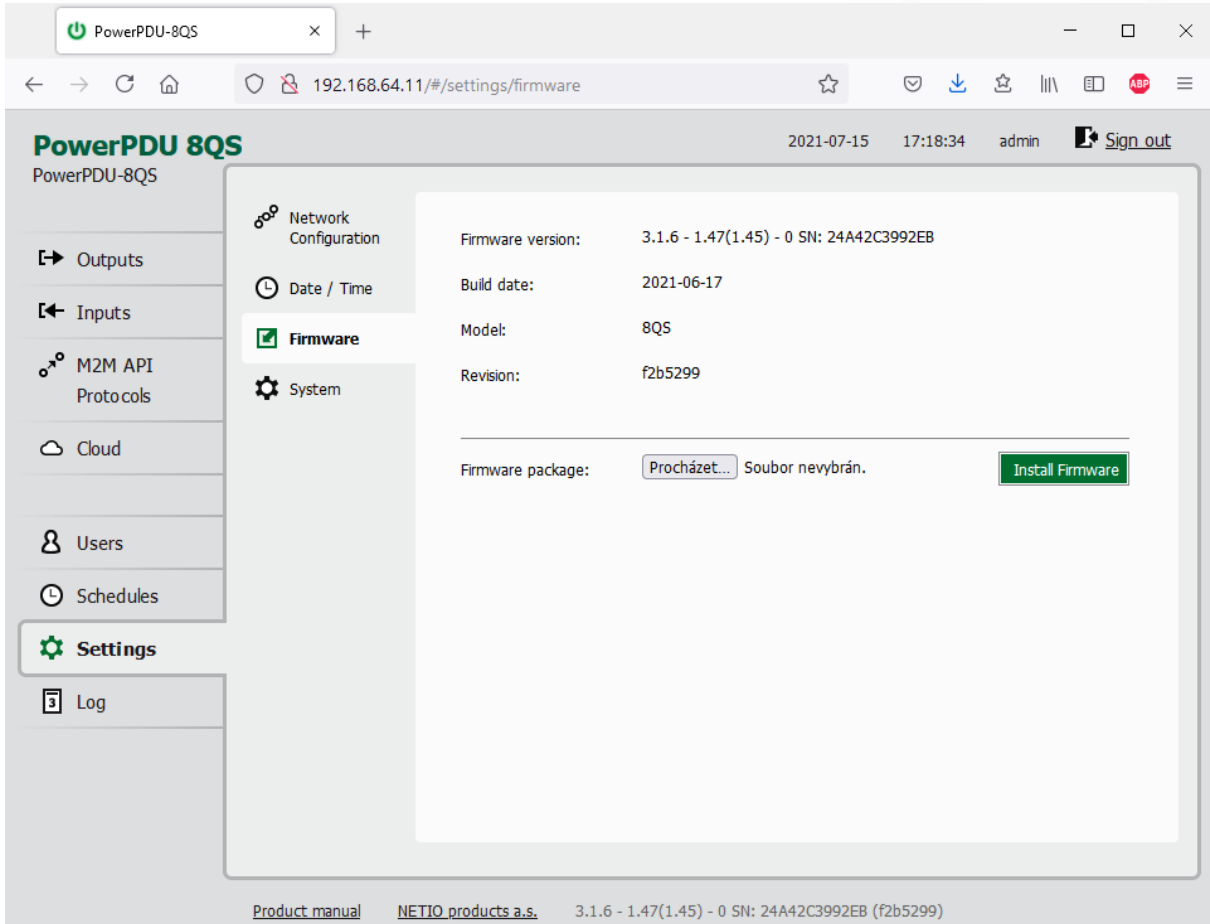 PowerPDU-8QS
192.168.64.11/#/settings/firmware
ABP
PowerPDU 8QS
2021-07-15 17:18:34 admin Sign out
PowerPDU-8QS
Outputs
Inputs
M2M API
Protocols
Cloud
Users
Schedules
Settings
3
Log
Network
Configuration
Date / Time
Firmware
System
Firmware version: 3.1.6 - 1.47(1.45) - 0 SN: 24A42C3992EB
Build date: 2021-06-17
Model: 8QS
Revision: f2b5299
Firmware package: Procházet... Soubor nevybrán. Install Firmware
Product manual NETIO products a.s. 3.1.6 - 1.47(1.45) - 0 SN: 24A42C3992EB (f2b5299)